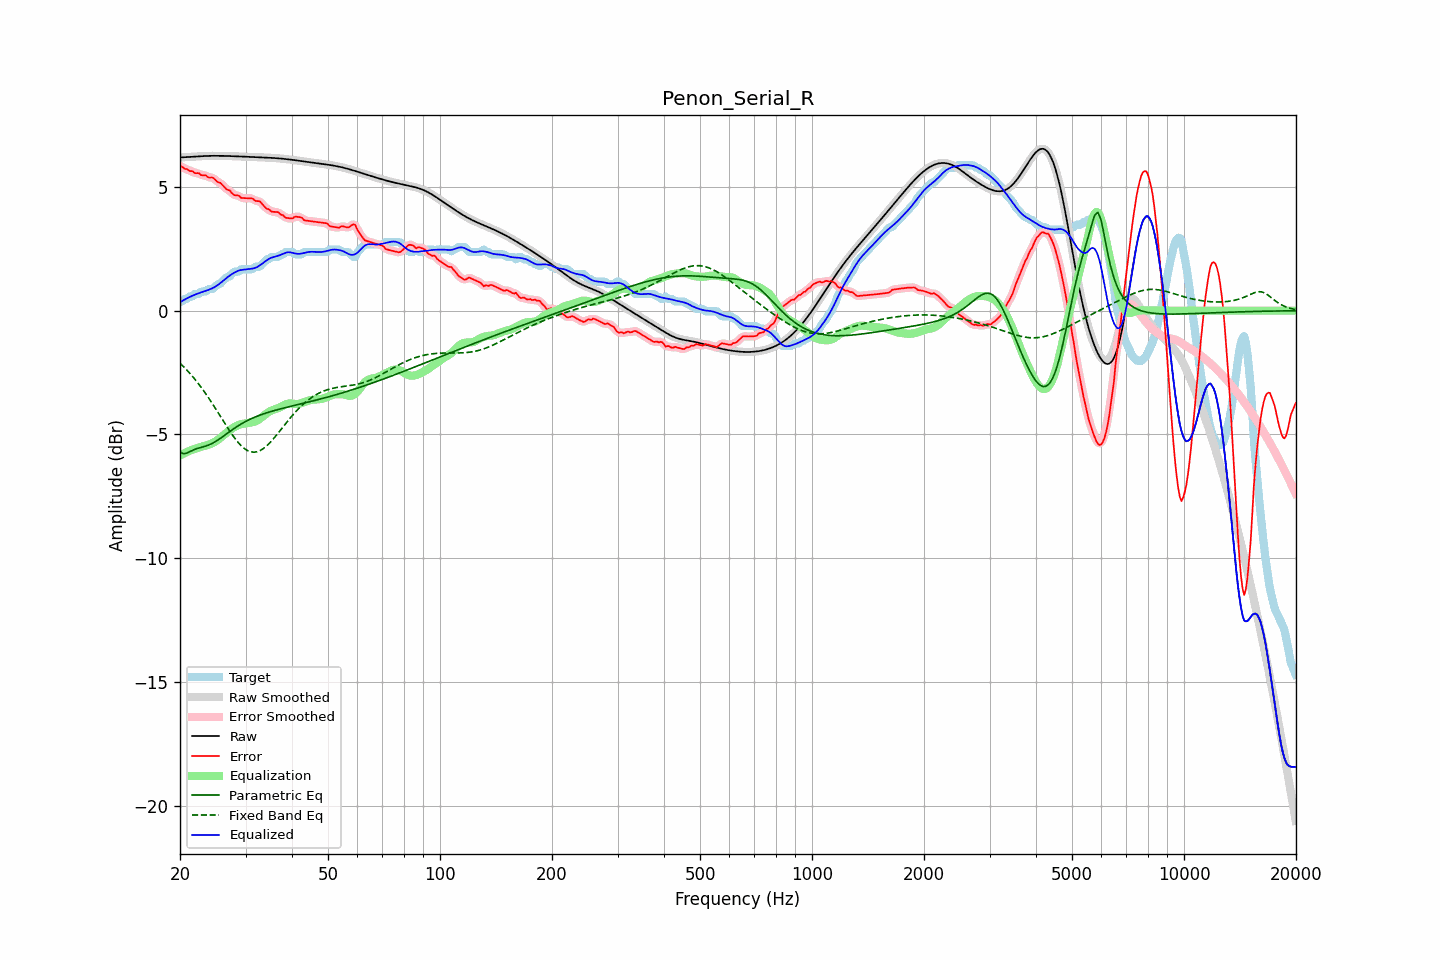 Penon_Serial_R
5
0
−5
−10
−15
−20
Amplitude (dBr)
Target
Raw Smoothed
Error Smoothed
Raw
Error
Equalization
Parametric Eq
Fixed Band Eq
Equalized
20 50 100 200 500 1000 2000 5000 10000 20000
Frequency (Hz)